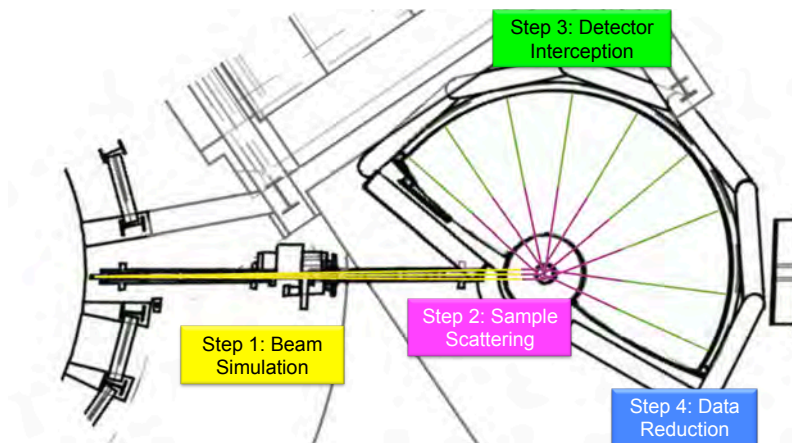 Step 3: Detector
Interception
Step 2: Sample
Scattering
Step 1: Beam
Simulation
Step 4: Data
Reduction